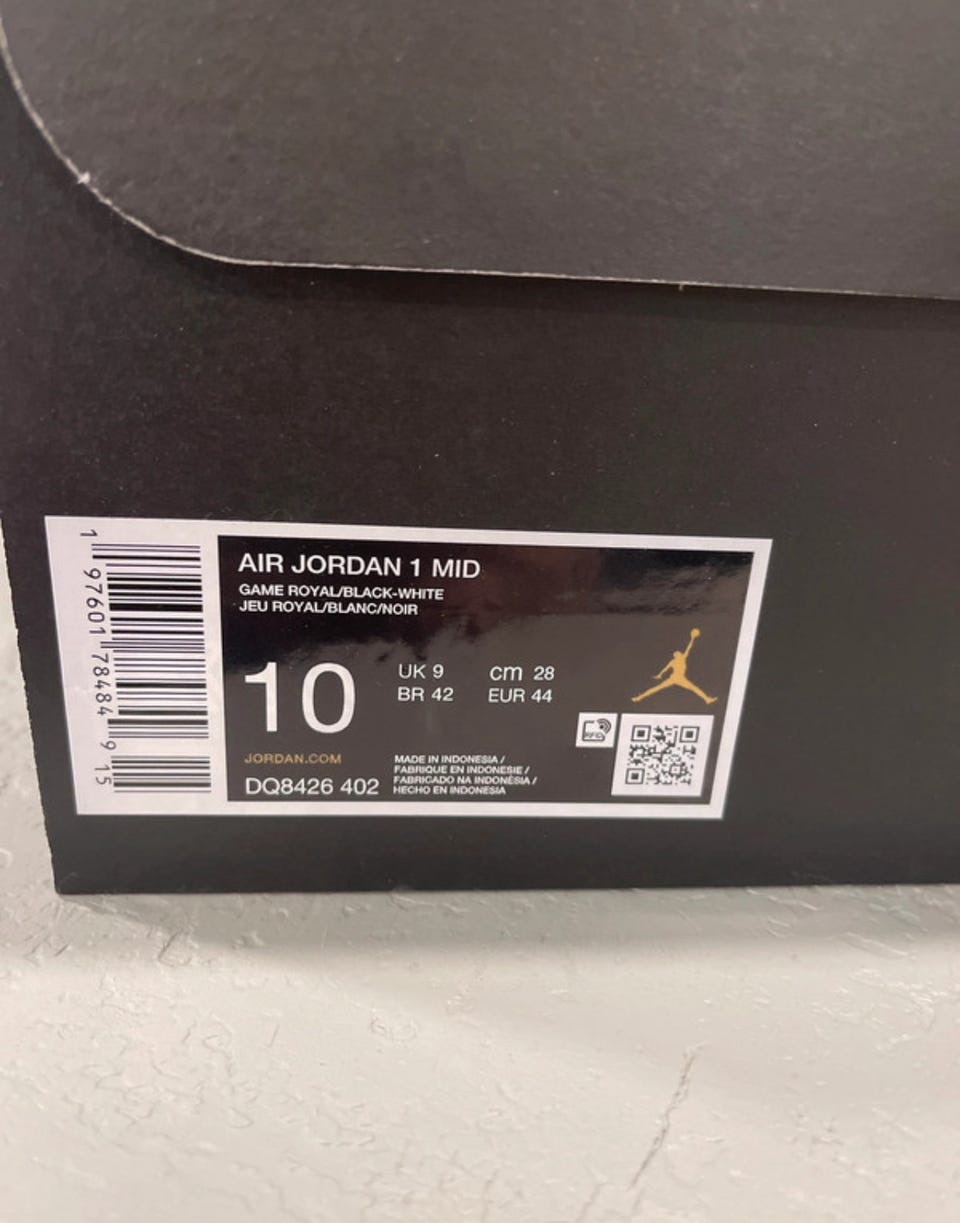 1 97601 78484 9 15
AIR JORDAN 1 MID
GAME ROYAL/BLACK-WHITE
JEU ROYAL/BLANC/NOIR
10
UK 9 cm 28
BR 42 EUR 44
RFID
JORDAN.COM
DQ8426 402
MADE IN INDONESIA /
FABRIQUE EN INDONESIE /
FABRICADO NA INDONÉSIA /
HECHO EN INDONESIA